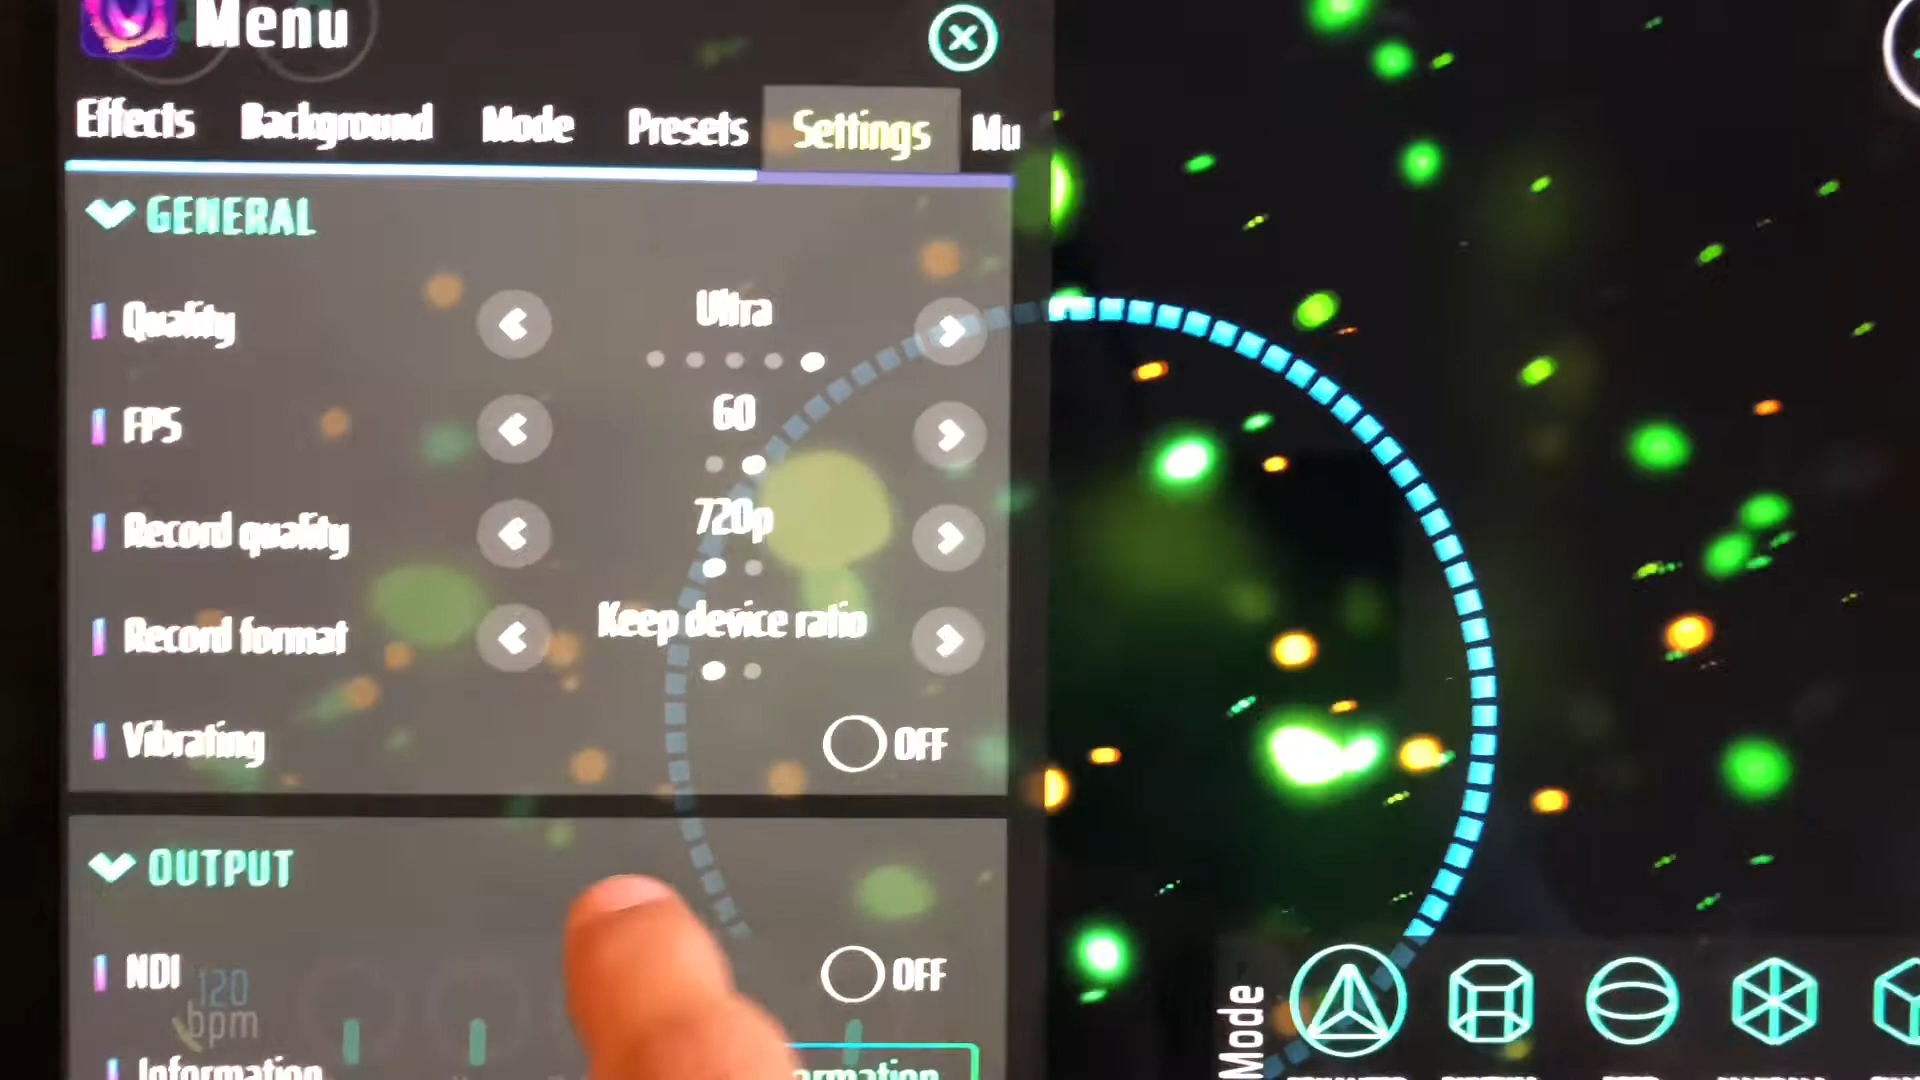 Menu
Effects Background Mode Presets Settings Mu
GENERAL
Quality Ultra
FPS 60
Record quality 720p
Record format Keep device ratio
Vibrating OFF
OUTPUT
NDI OFF
120
bpm
Mode
Information